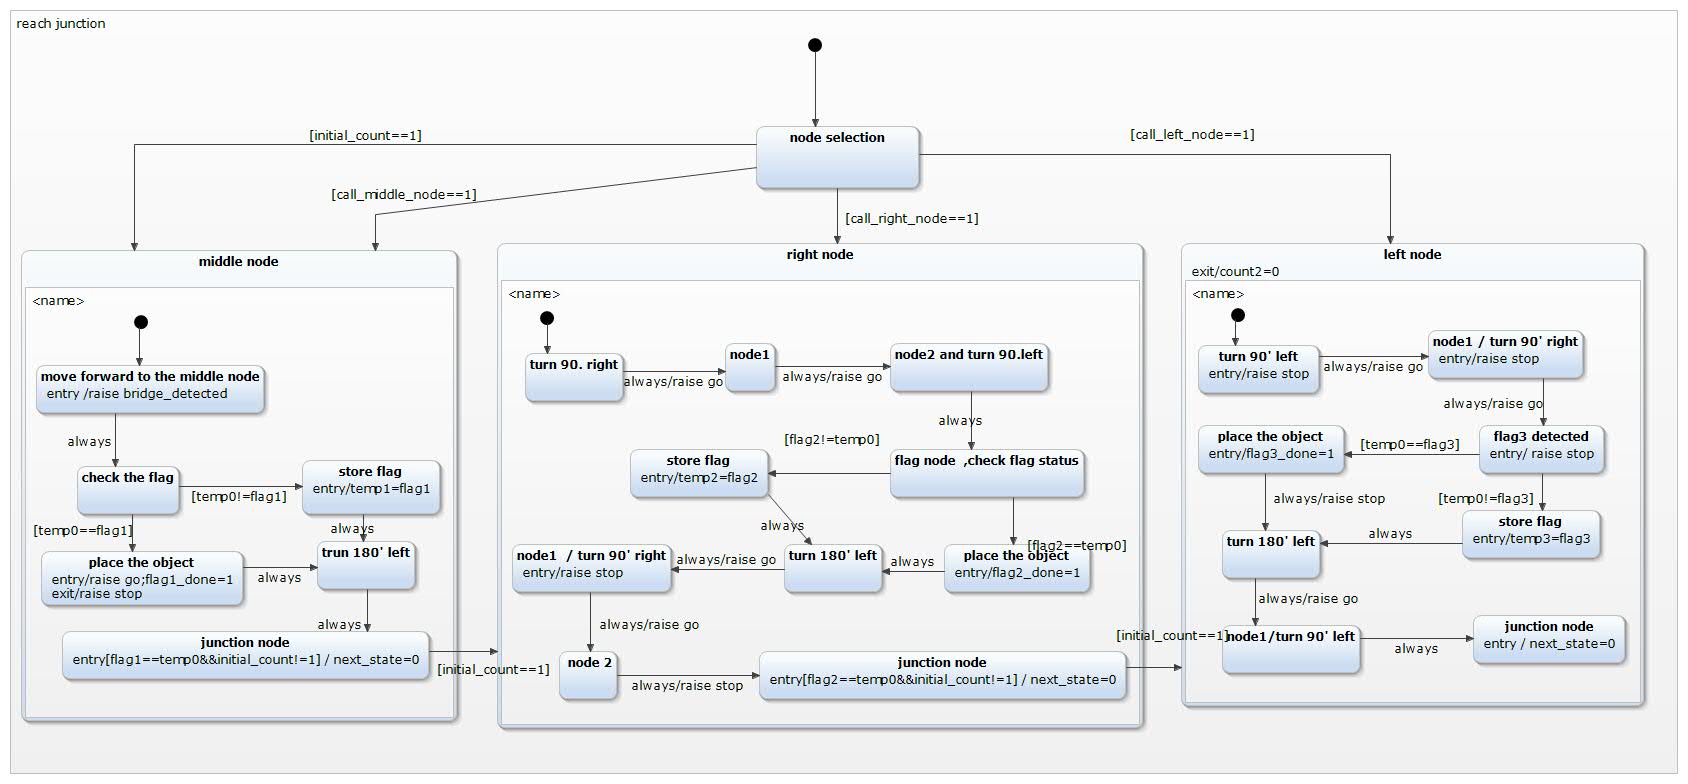 reach junction
node selection
[initial_count==1]
[call_left_node==1]
[call_middle_node==1]
[call_right_node==1]
middle node
<name>
move forward to the middle node
entry /raise bridge_detected
always
check the flag
[temp0!=flag1]
store flag
entry/temp1=flag1
[temp0==flag1]
always
place the object
entry/raise go;flag1_done=1
exit/raise stop
always
trun 180' left
always
junction node
entry[flag1==temp0&&initial_count!=1] / next_state=0
[initial_count==1]
right node
<name>
turn 90. right
always/raise go
node1
always/raise go
node2 and turn 90.left
always
[flag2!=temp0]
flag node  ,check flag status
store flag
entry/temp2=flag2
always
[flag2==temp0]
place the object
entry/flag2_done=1
always
turn 180' left
always/raise go
node1  / turn 90' right
entry/raise stop
always/raise go
node 2
always/raise stop
junction node
entry[flag2==temp0&&initial_count!=1] / next_state=0
[initial_count==1]
left node
exit/count2=0
<name>
turn 90' left
entry/raise stop
always/raise go
node1 / turn 90' right
entry/raise stop
always/raise go
flag3 detected
entry/ raise stop
[temp0==flag3]
place the object
entry/flag3_done=1
always/raise stop
[temp0!=flag3]
store flag
entry/temp3=flag3
always
turn 180' left
always/raise go
node1/turn 90' left
always
junction node
entry / next_state=0